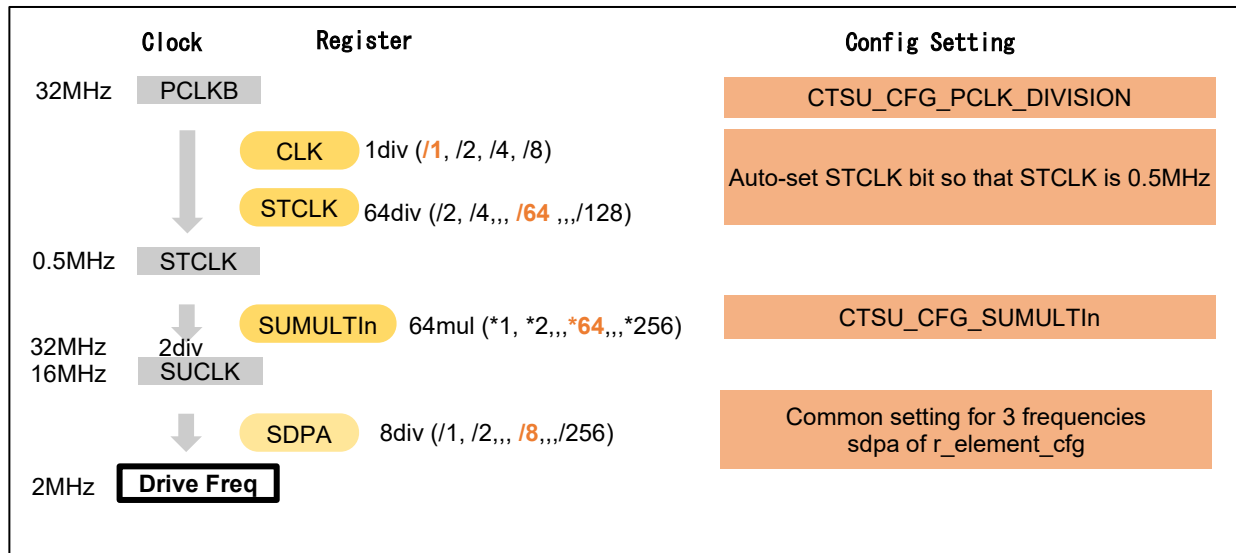 Clock Register Config Setting
32MHz PCLKB CTSU_CFG_PCLK_DIVISION
CLK 1div (/1, /2, /4, /8)
Auto-set STCLK bit so that STCLK is 0.5MHz
STCLK 64div (/2, /4,,, /64 ,,,/128)
0.5MHz STCLK
SUMULTIn 64mul (*1, *2,,,*64,,,*256) CTSU_CFG_SUMULTIn
32MHz 2div
16MHz SUCLK
SDPA 8div (/1, /2,,, /8,,,/256)
Common setting for 3 frequencies
sdpa of r_element_cfg
2MHz Drive Freq